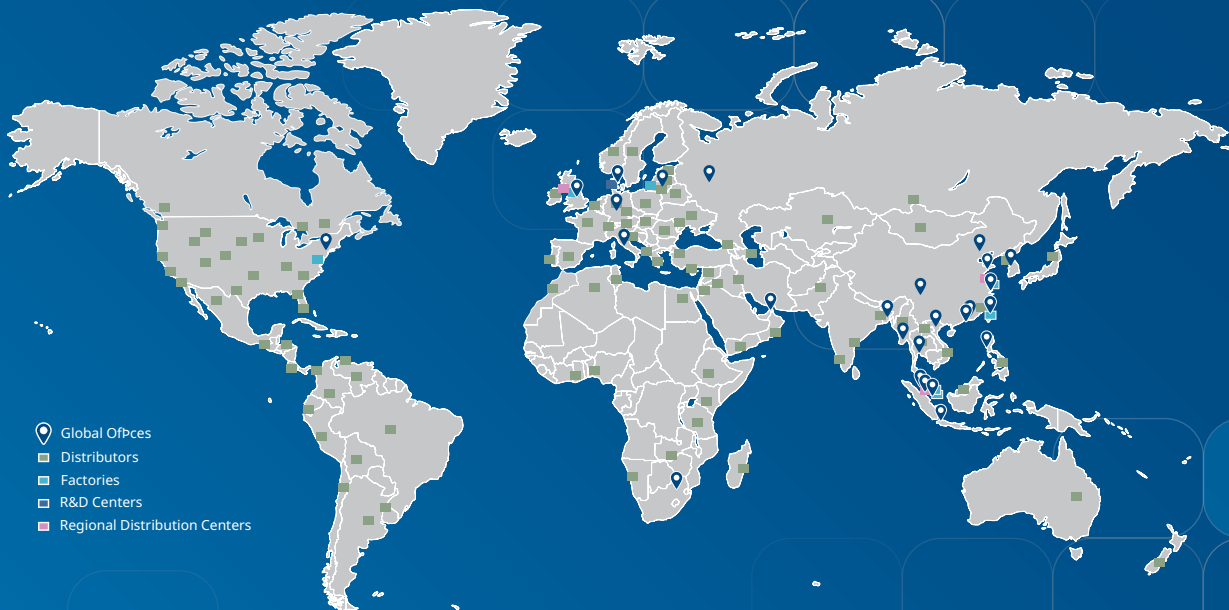 Global OfÞces
Distributors
Factories
R&D Centers
Regional Distribution Centers